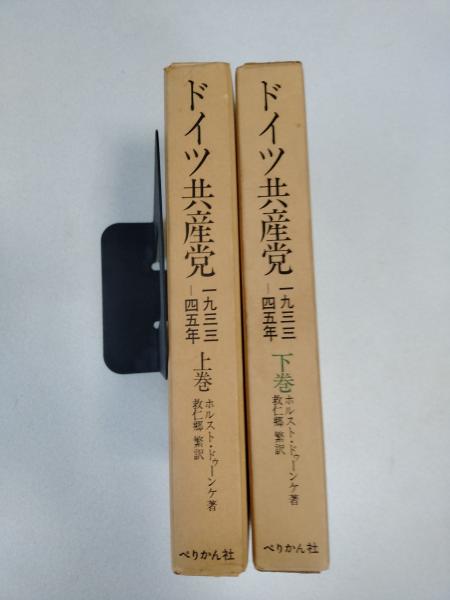 ドイツ共産党
一九三三
─四五年
上巻
ホルスト・ドゥーンケ著
救仁郷 繁訳
ぺりかん社
ドイツ共産党
一九三三
─四五年
下巻
ホルスト・ドゥーンケ著
救仁郷 繁訳
ぺりかん社